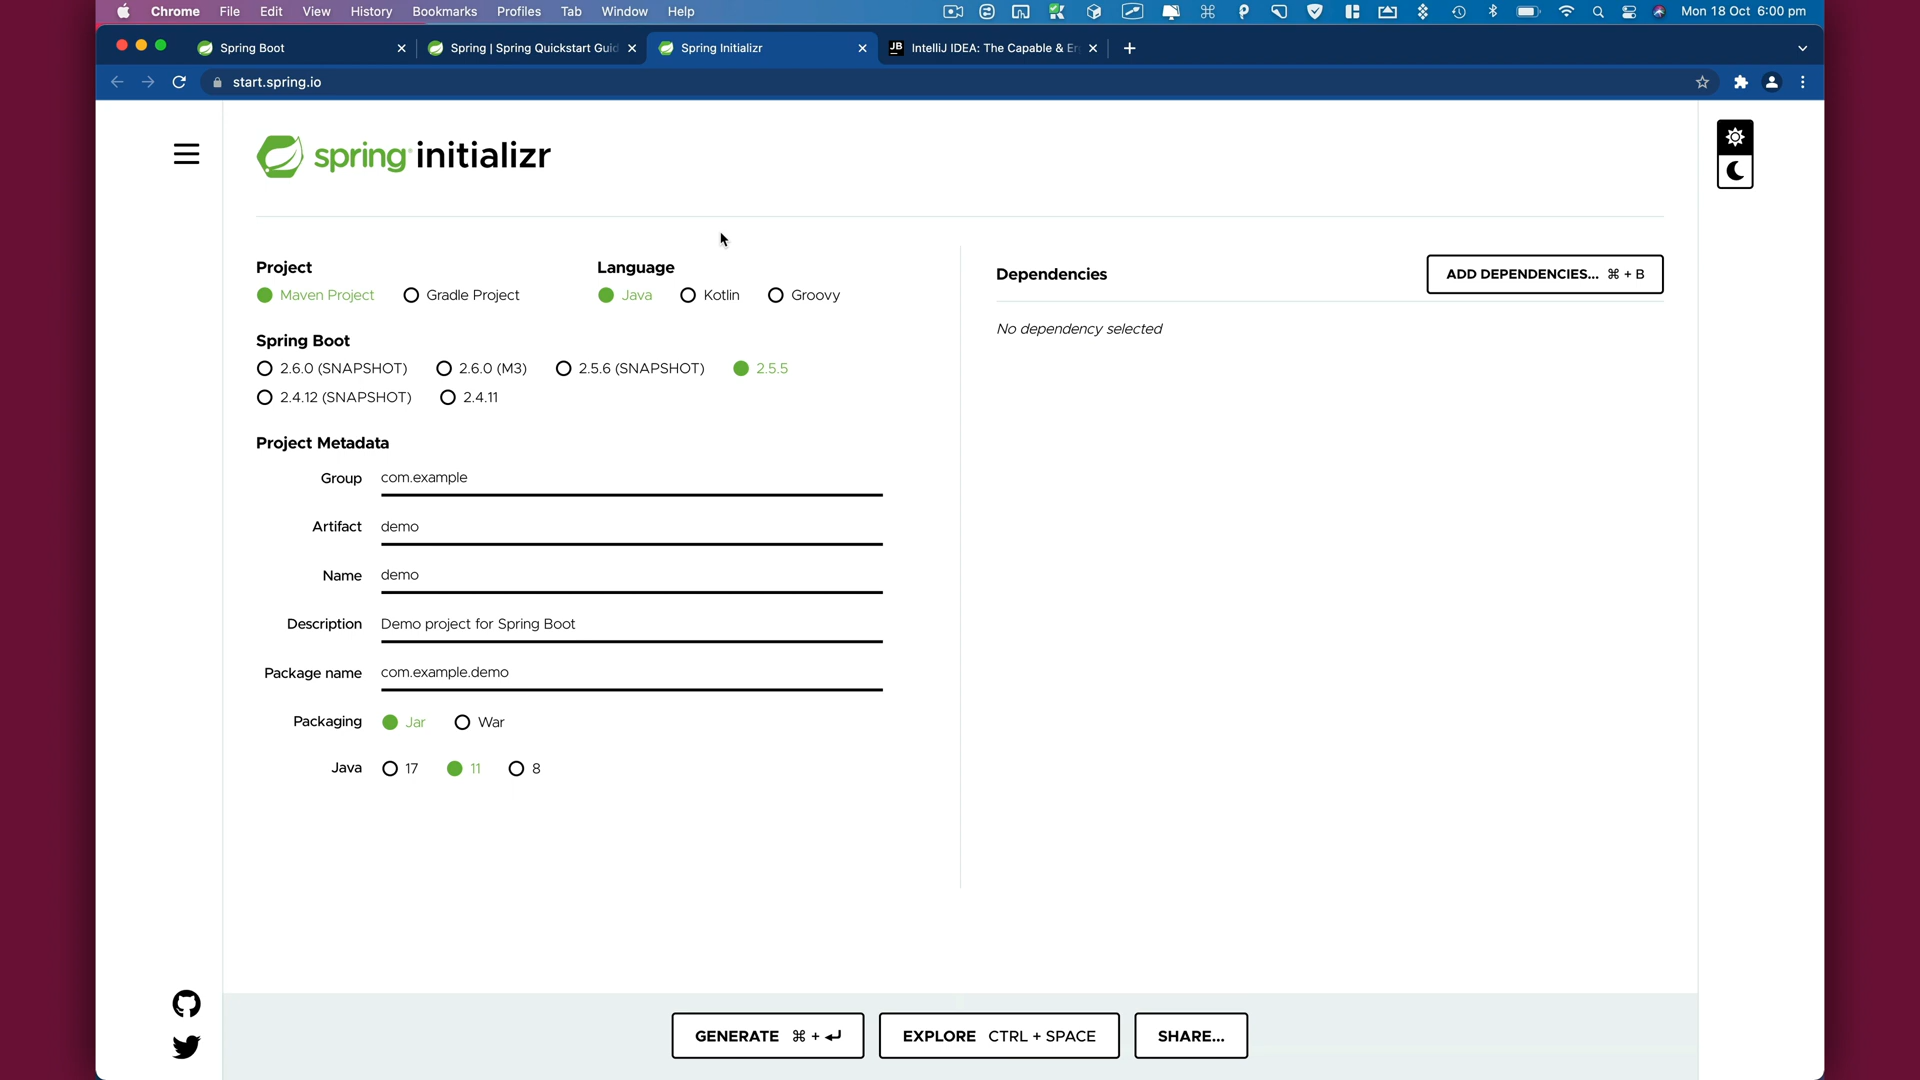 Chrome File Edit View History Bookmarks Profiles Tab Window Help Mon 18 Oct 6:00 pm
Spring Boot Spring | Spring Quickstart Guid Spring Initializr JB IntelliJ IDEA: The Capable & Er
start.spring.io
spring initializr
Project
Maven Project Gradle Project
Language
Java Kotlin Groovy
Spring Boot
2.6.0 (SNAPSHOT) 2.6.0 (M3) 2.5.6 (SNAPSHOT) 2.5.5
2.4.12 (SNAPSHOT) 2.4.11
Project Metadata
Group com.example
Artifact demo
Name demo
Description Demo project for Spring Boot
Package name com.example.demo
Packaging Jar War
Java 17 11 8
Dependencies ADD DEPENDENCIES... ⌘ + B
No dependency selected
GENERATE ⌘ + ↵ EXPLORE CTRL + SPACE SHARE...